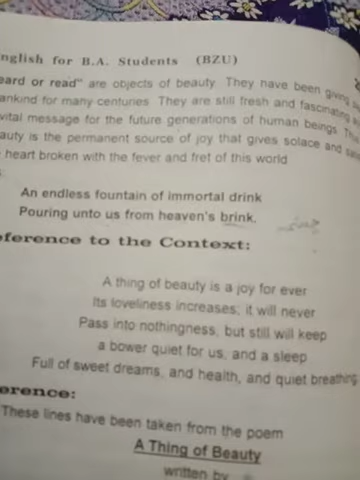 nglish for B.A. Students (BZU)
eard or read" are objects of beauty. They have been giving
ankind for many centuries. They are still fresh and fascinating
vital message for the future generations of human beings.
auty is the permanent source of joy that gives solace and
heart broken with the fever and fret of this world
An endless fountain of immortal drink
Pouring unto us from heaven's brink.
eference to the Context:
A thing of beauty is a joy for ever
Its loveliness increases; it will never
Pass into nothingness, but still will keep
a bower quiet for us, and a sleep
Full of sweet dreams, and health, and quiet breathing
erence:
These lines have been taken from the poem
A Thing of Beauty
written by